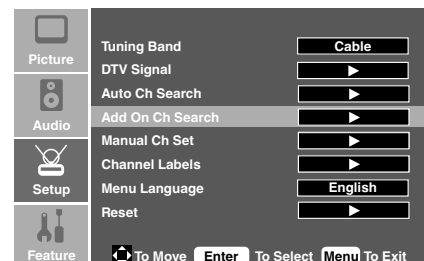 Picture
Audio
Setup
Feature
Tuning Band Cable
DTV Signal
Auto Ch Search
Add On Ch Search
Manual Ch Set
Channel Labels
Menu Language English
Reset
To Move Enter To Select Menu To Exit